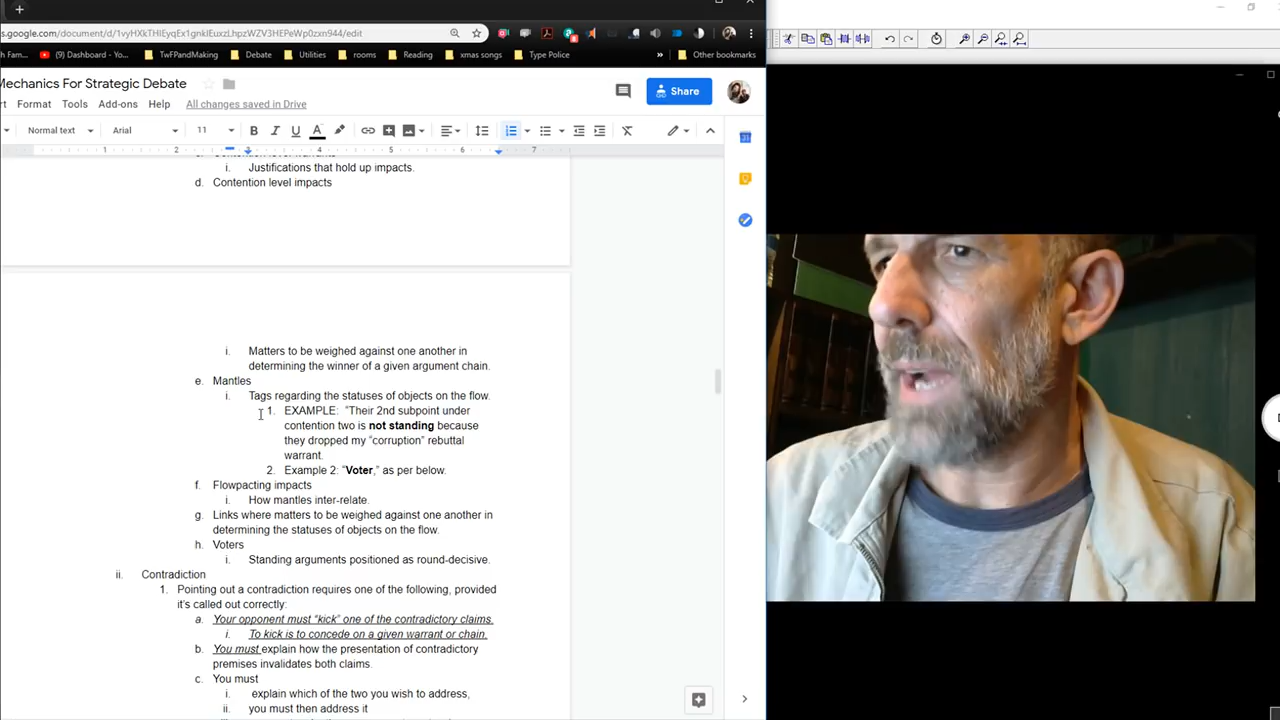 s.google.com/document/d/1vyHXkTHIEyqEx1gnkIEuxzLhpzWZV3HEPeWp0zxn944/edit
h Fam...
(9) Dashboard - Yo...
TwFPandMaking
Debate
Utilities
rooms
Reading
xmas songs
Type Police
»
Other bookmarks
Mechanics For Strategic Debate
rt Format Tools Add-ons Help All changes saved in Drive
Share
Normal text Arial 11
1 2 3 4 5 6 7
i. Justifications that hold up impacts.
d. Contention level impacts
i. Matters to be weighed against one another in
determining the winner of a given argument chain.
e. Mantles
i. Tags regarding the statuses of objects on the flow.
1. EXAMPLE: "Their 2nd subpoint under
contention two is not standing because
they dropped my "corruption" rebuttal
warrant.
2. Example 2: "Voter," as per below.
f. Flowpacting impacts
i. How mantles inter-relate.
g. Links where matters to be weighed against one another in
determining the statuses of objects on the flow.
h. Voters
i. Standing arguments positioned as round-decisive.
ii. Contradiction
1. Pointing out a contradiction requires one of the following, provided
it's called out correctly:
a. Your opponent must "kick" one of the contradictory claims.
i. To kick is to concede on a given warrant or chain.
b. You must explain how the presentation of contradictory
premises invalidates both claims.
c. You must
i. explain which of the two you wish to address,
ii. you must then address it